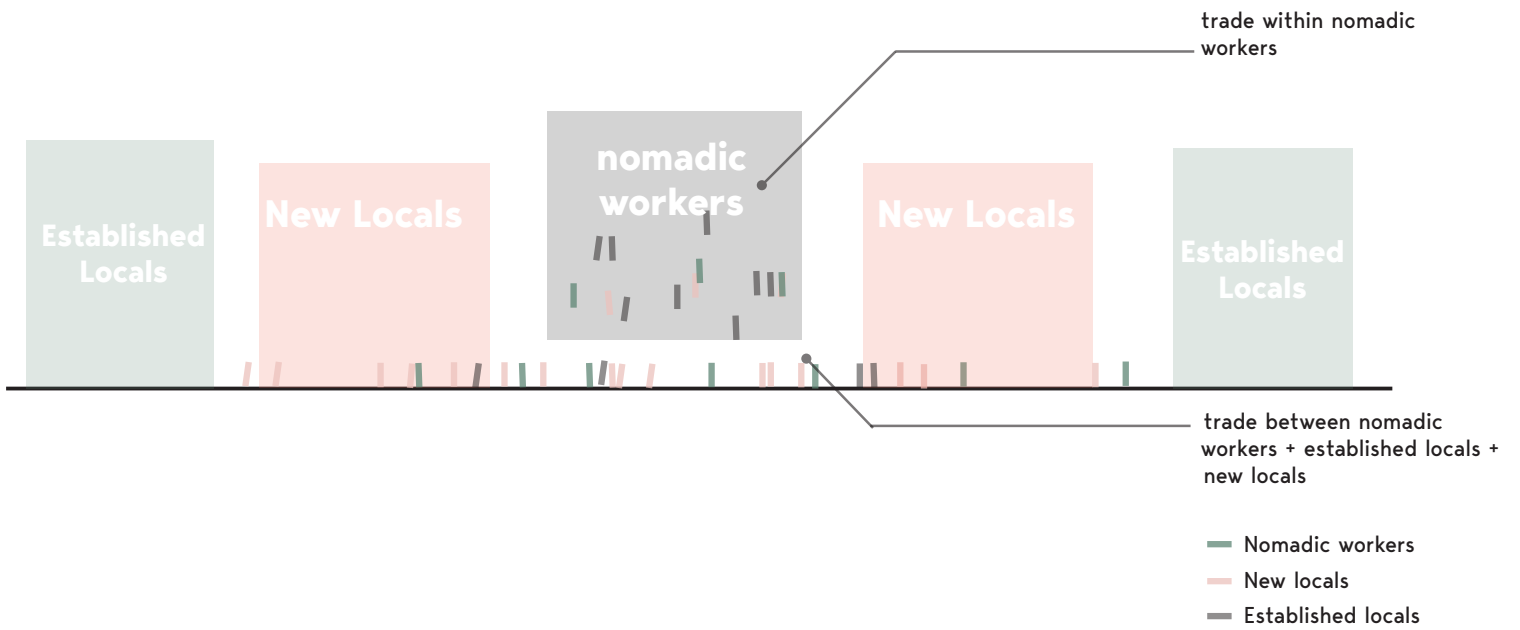 trade within nomadic
workers
nomadic
workers
Established
Locals
New Locals
New Locals
Established
Locals
trade between nomadic
workers + established locals +
new locals
Nomadic workers
New locals
Established locals